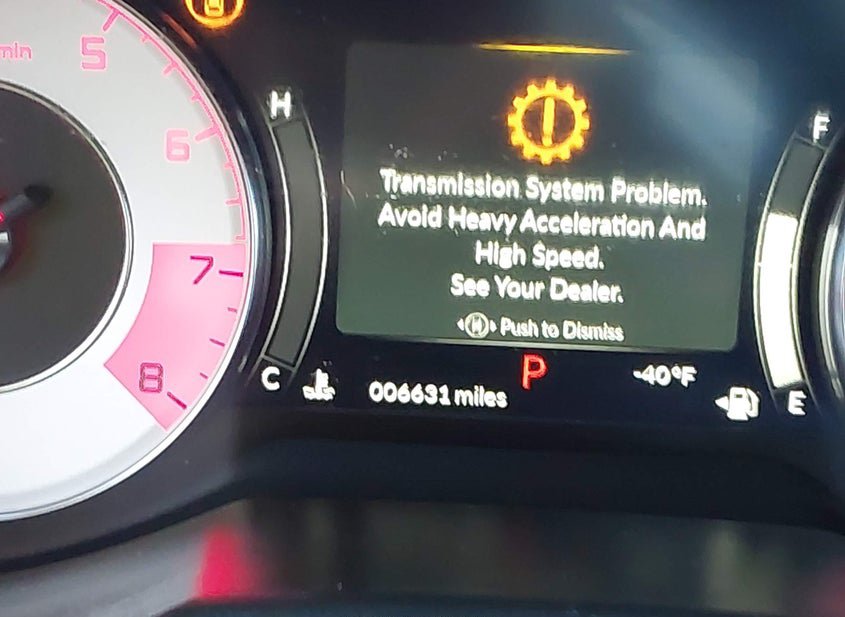 min
5
6
7
8
H
C
Transmission System Problem.
Avoid Heavy Acceleration And
High Speed.
See Your Dealer.
Push to Dismiss
006631 miles
P
-40°F
F
E